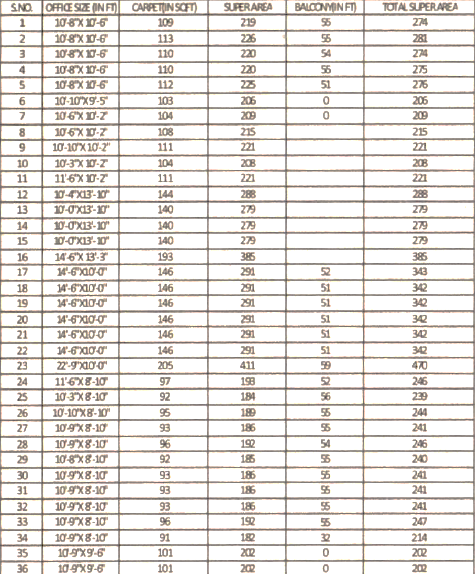 S.NO. OFFICE SIZE (IN FT) CARPET(IN SQFT) SUPER AREA BALCONY(IN FT) TOTAL SUPER AREA
1 10'-8"X 10'-6" 109 219 55 274
2 10'-8"X 10'-6" 113 226 55 281
3 10'-8"X 10'-6" 110 220 54 274
4 10'-8"X 10'-6" 110 220 55 275
5 10'-8"X 10'-6" 112 225 51 276
6 10'-10"X 9'-5" 103 206 0 206
7 10'-6"X 10'-2" 104 209 0 209
8 10'-6"X 10'-2" 108 215 215
9 10'-10"X 10'-2" 111 221 221
10 10'-3"X 10'-2" 104 208 208
11 11'-6"X 10'-2" 111 221 221
12 10'-4"X13'-10" 144 288 288
13 10'-0"X13'-10" 140 279 279
14 10'-0"X13'-10" 140 279 279
15 10'-0"X13'-10" 140 279 279
16 14'-6"X 13'-3" 193 385 385
17 14'-6"X10'-0" 146 291 52 343
18 14'-6"X10'-0" 146 291 51 342
19 14'-6"X10'-0" 146 291 51 342
20 14'-6"X10'-0" 146 291 51 342
21 14'-6"X10'-0" 146 291 51 342
22 14'-6"X10'-0" 146 291 51 342
23 22'-9"X10'-0" 205 411 59 470
24 11'-6"X 8'-10" 97 193 52 246
25 10'-3"X 8'-10" 92 184 56 239
26 10'-10"X 8'-10" 95 189 55 244
27 10'-9"X 8'-10" 93 186 55 241
28 10'-9"X 8'-10" 96 192 54 246
29 10'-8"X 8'-10" 92 185 55 240
30 10'-9"X 8'-10" 93 186 55 241
31 10'-9"X 8'-10" 93 186 55 241
32 10'-9"X 8'-10" 93 186 55 241
33 10'-9"X 8'-10" 96 192 55 247
34 10'-9"X 8'-10" 91 182 32 214
35 10'-9"X 9'-6" 101 202 0 202
36 10'-9"X 9'-6" 101 202 0 202